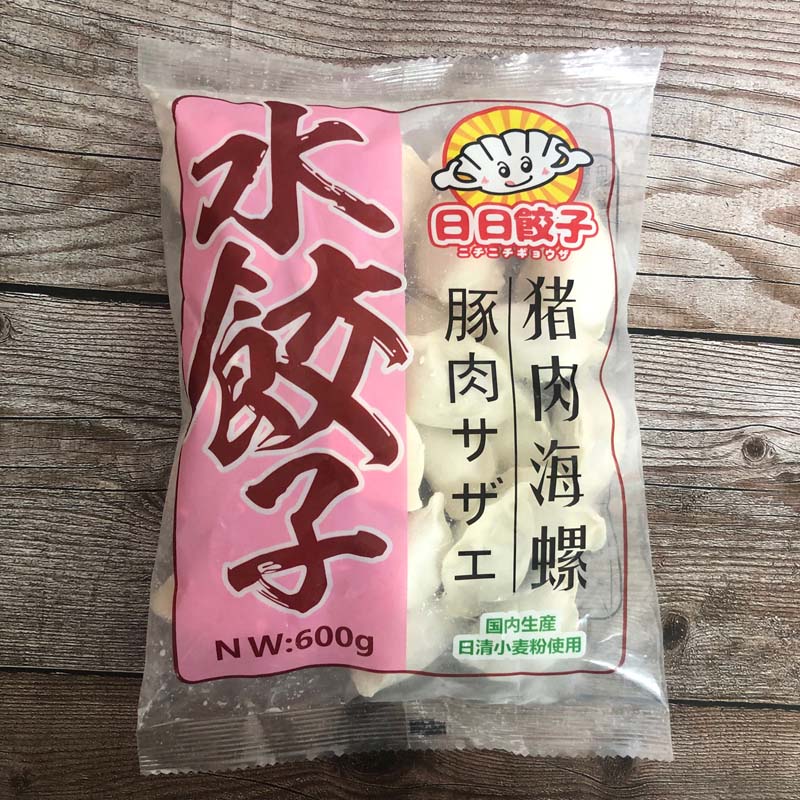 水餃子
NW:600g
日日餃子
ニチニチギョウザ
猪肉海螺
豚肉サザエ
国内生産
日清小麦粉使用